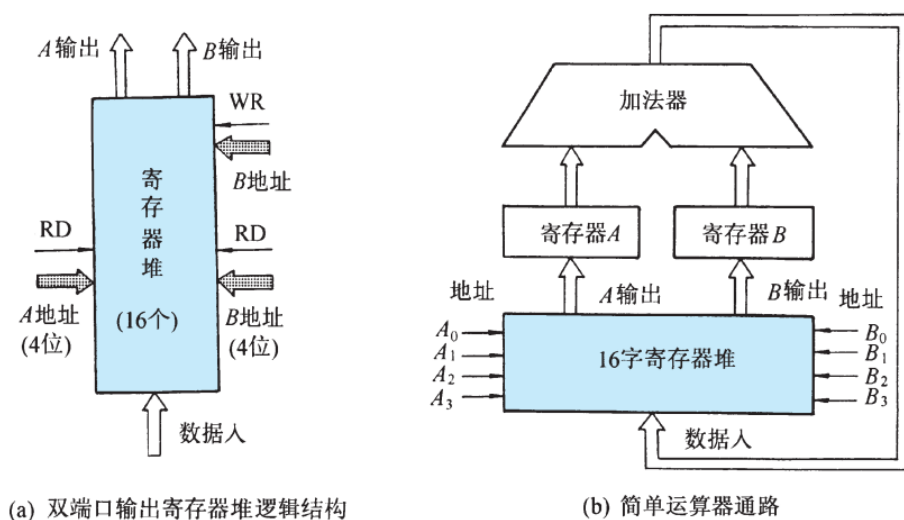 A输出
B输出
WR
B地址
寄存器堆
(16个)
RD
RD
A地址
(4位)
B地址
(4位)
数据入
(a) 双端口输出寄存器堆逻辑结构
加法器
寄存器A
寄存器B
地址
A输出
B输出
地址
A₀
A₁
A₂
A₃
16字寄存器堆
B₀
B₁
B₂
B₃
数据入
(b) 简单运算器通路